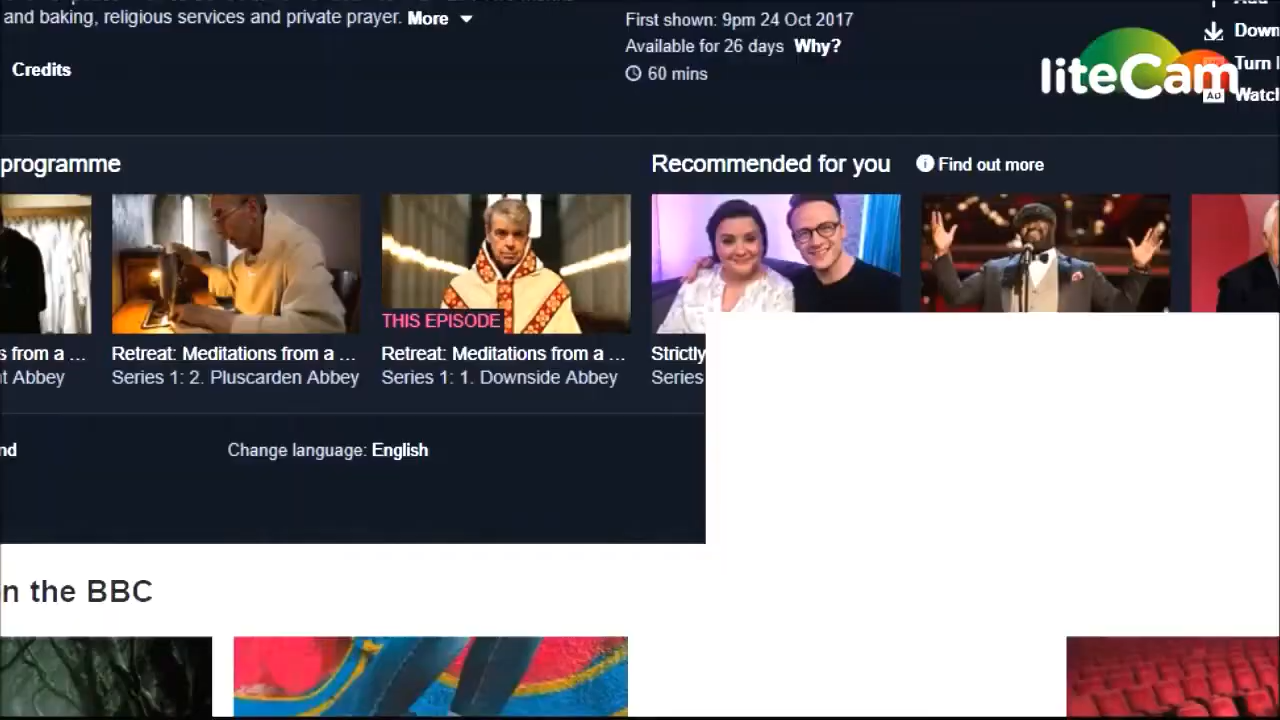 and baking, religious services and private prayer. More
Credits
First shown: 9pm 24 Oct 2017
Available for 26 days Why?
60 mins
Down
Turn
Watch
liteCam
AD
programme
Recommended for you
Find out more
THIS EPISODE
s from a ...
t Abbey
Retreat: Meditations from a ...
Series 1: 2. Pluscarden Abbey
Retreat: Meditations from a ...
Series 1: 1. Downside Abbey
Strictly
Series
nd
Change language: English
n the BBC